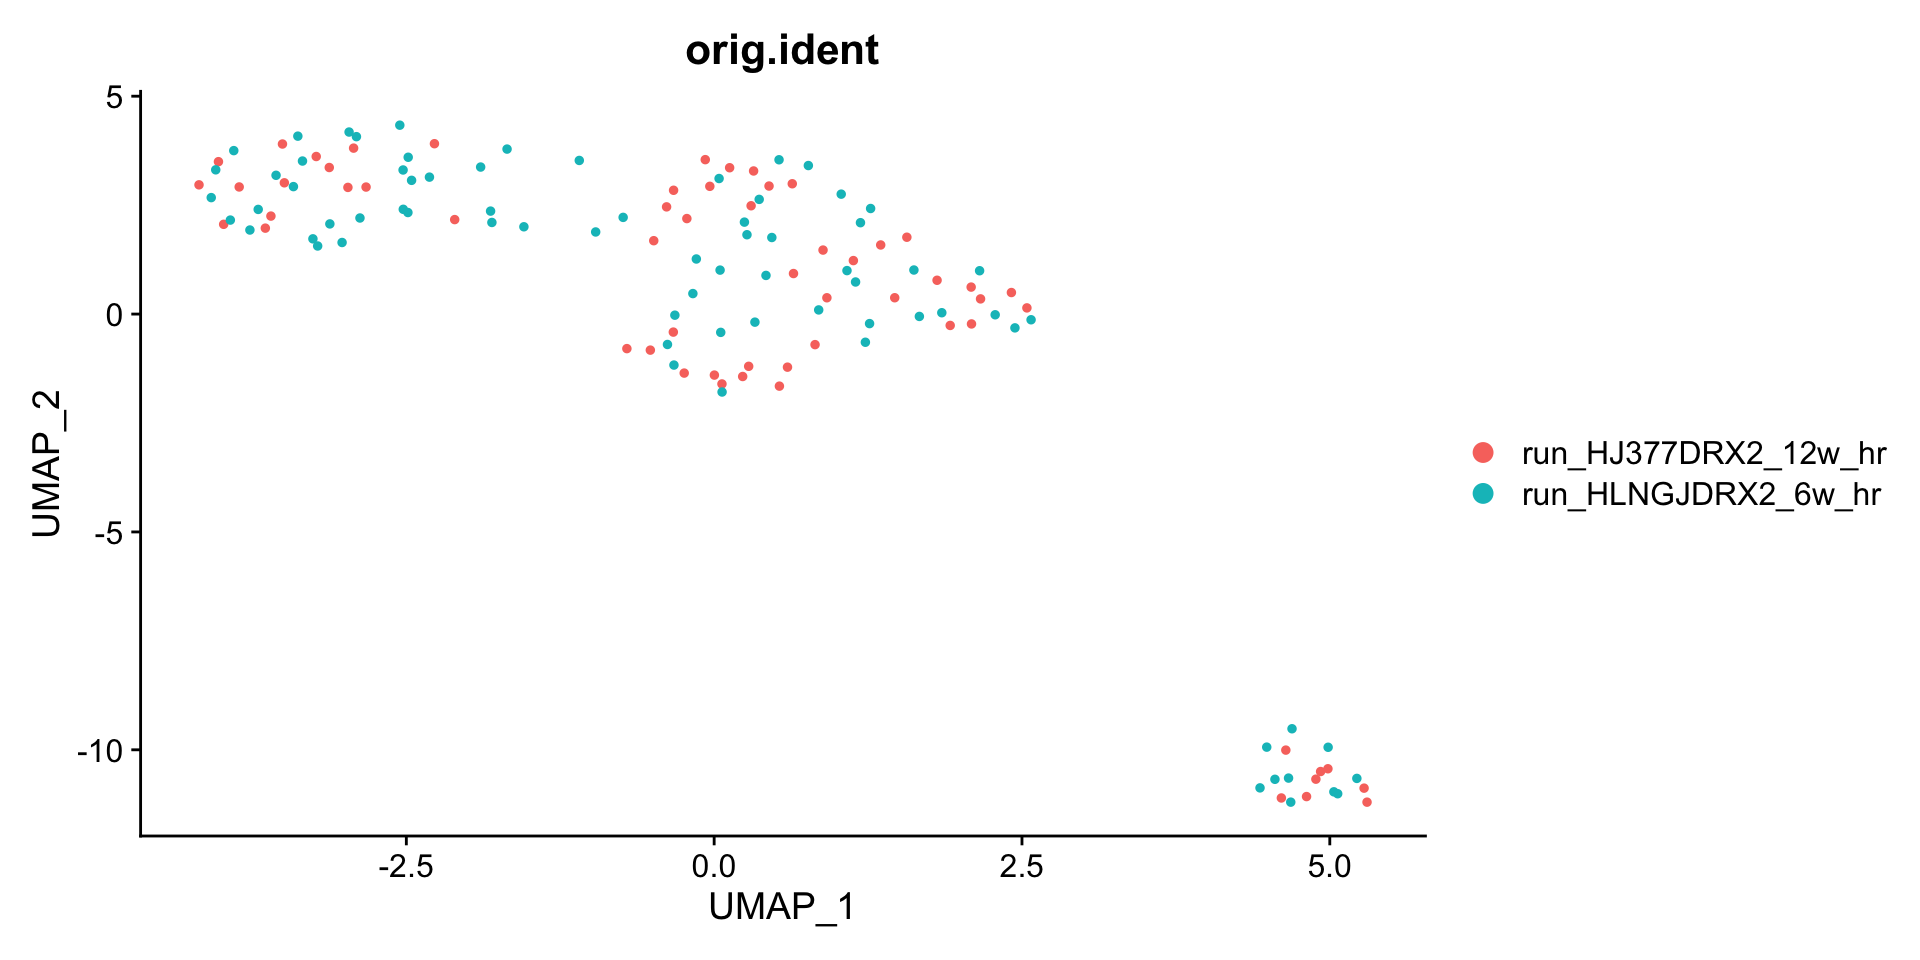 orig.ident
5
0
-5
-10
UMAP_2
-2.5 0.0 2.5 5.0
UMAP_1
run_HJ377DRX2_12w_hr
run_HLNGJDRX2_6w_hr